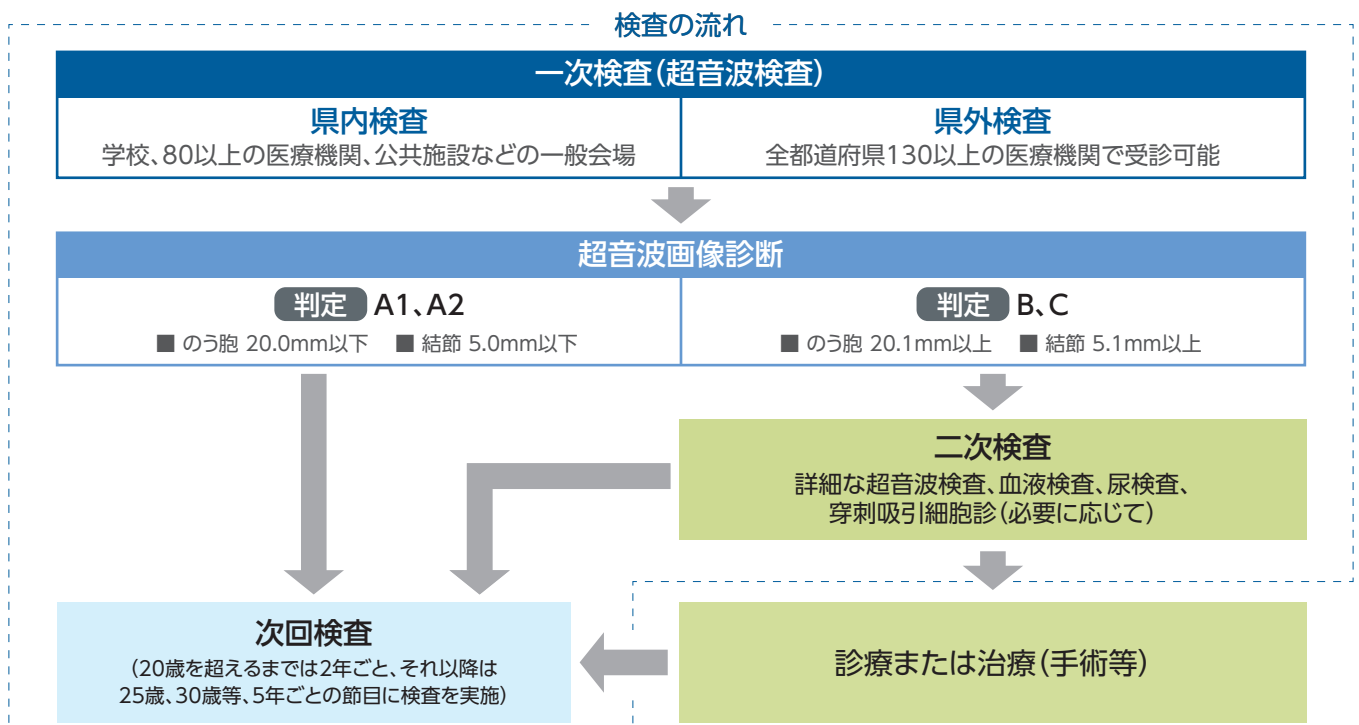 検査の流れ
一次検査(超音波検査)
県内検査
学校、80以上の医療機関、公共施設などの一般会場
県外検査
全都道府県130以上の医療機関で受診可能
超音波画像診断
判定 A1、A2
■ のう胞 20.0mm以下 ■ 結節 5.0mm以下
判定 B、C
■ のう胞 20.1mm以上 ■ 結節 5.1mm以上
二次検査
詳細な超音波検査、血液検査、尿検査、
穿刺吸引細胞診(必要に応じて)
次回検査
(20歳を超えるまでは2年ごと、それ以降は
25歳、30歳等、5年ごとの節目に検査を実施)
診療または治療(手術等)